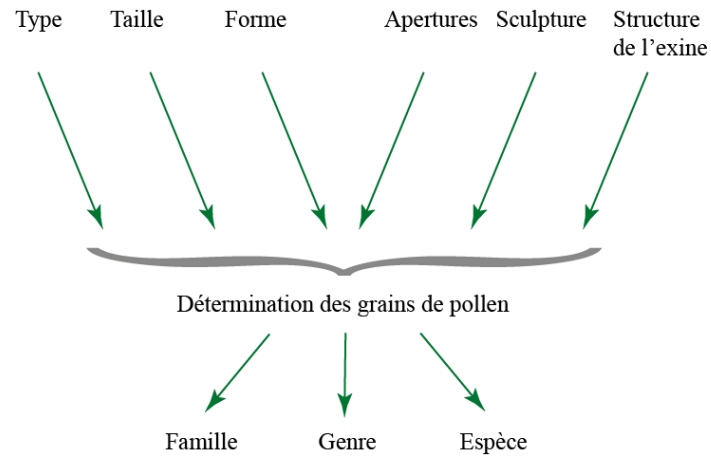 Type Taille Forme Apertures Sculpture Structure
de l’exine
Détermination des grains de pollen
Famille Genre Espèce